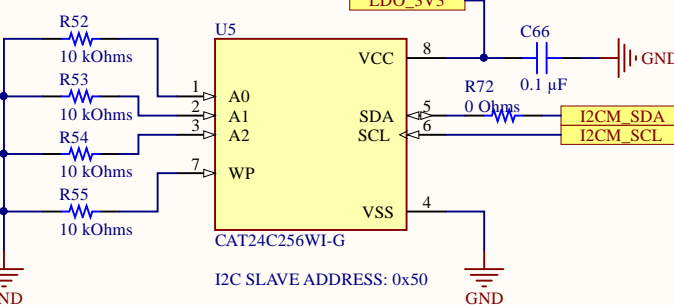 LDO_3V3
R52
10 kOhms
R53
10 kOhms
R54
10 kOhms
R55
10 kOhms
U5
1
2
3
7
A0
A1
A2
WP
VCC
SDA
SCL
VSS
8
5
6
4
CAT24C256WI-G
I2C SLAVE ADDRESS: 0x50
C66
0.1 µF
GND
R72
0 Ohms
I2CM_SDA
I2CM_SCL
GND
ND